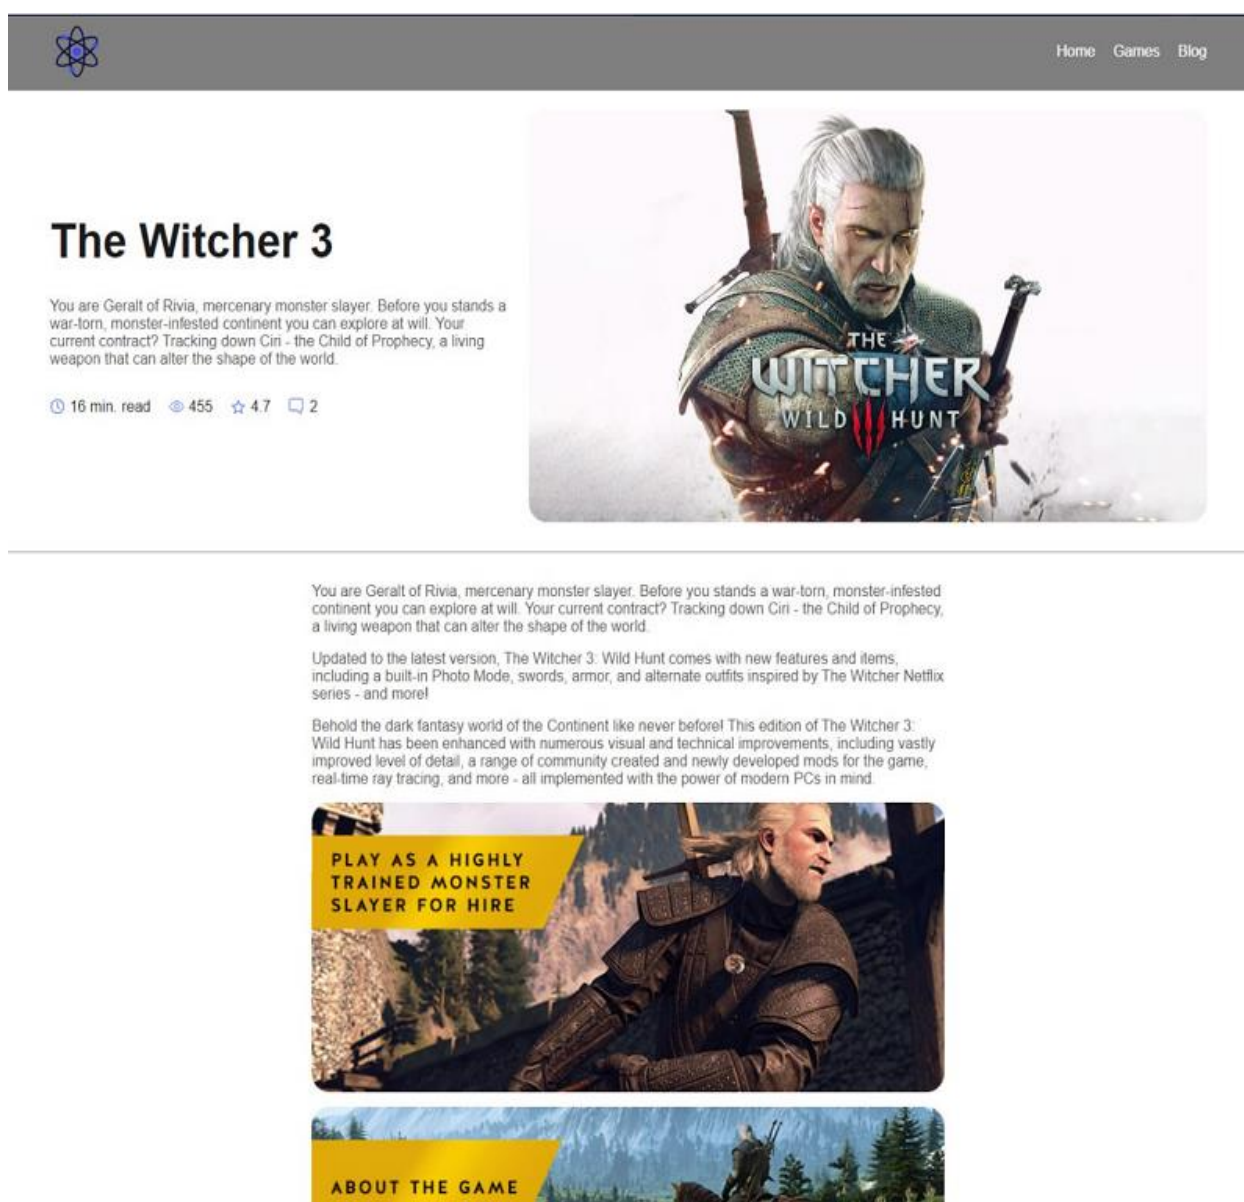 Home Games Blog
The Witcher 3
You are Geralt of Rivia, mercenary monster slayer. Before you stands a
war-torn, monster-infested continent you can explore at will. Your
current contract? Tracking down Ciri - the Child of Prophecy, a living
weapon that can alter the shape of the world.
16 min. read 455 4.7 2
THE
WITCHER
WILD HUNT
You are Geralt of Rivia, mercenary monster slayer. Before you stands a war-torn, monster-infested
continent you can explore at will. Your current contract? Tracking down Ciri - the Child of Prophecy,
a living weapon that can alter the shape of the world.
Updated to the latest version, The Witcher 3: Wild Hunt comes with new features and items,
including a built-in Photo Mode, swords, armor, and alternate outfits inspired by The Witcher Netflix
series - and more!
Behold the dark fantasy world of the Continent like never before! This edition of The Witcher 3:
Wild Hunt has been enhanced with numerous visual and technical improvements, including vastly
improved level of detail, a range of community created and newly developed mods for the game,
real-time ray tracing, and more - all implemented with the power of modern PCs in mind.
PLAY AS A HIGHLY
TRAINED MONSTER
SLAYER FOR HIRE
ABOUT THE GAME